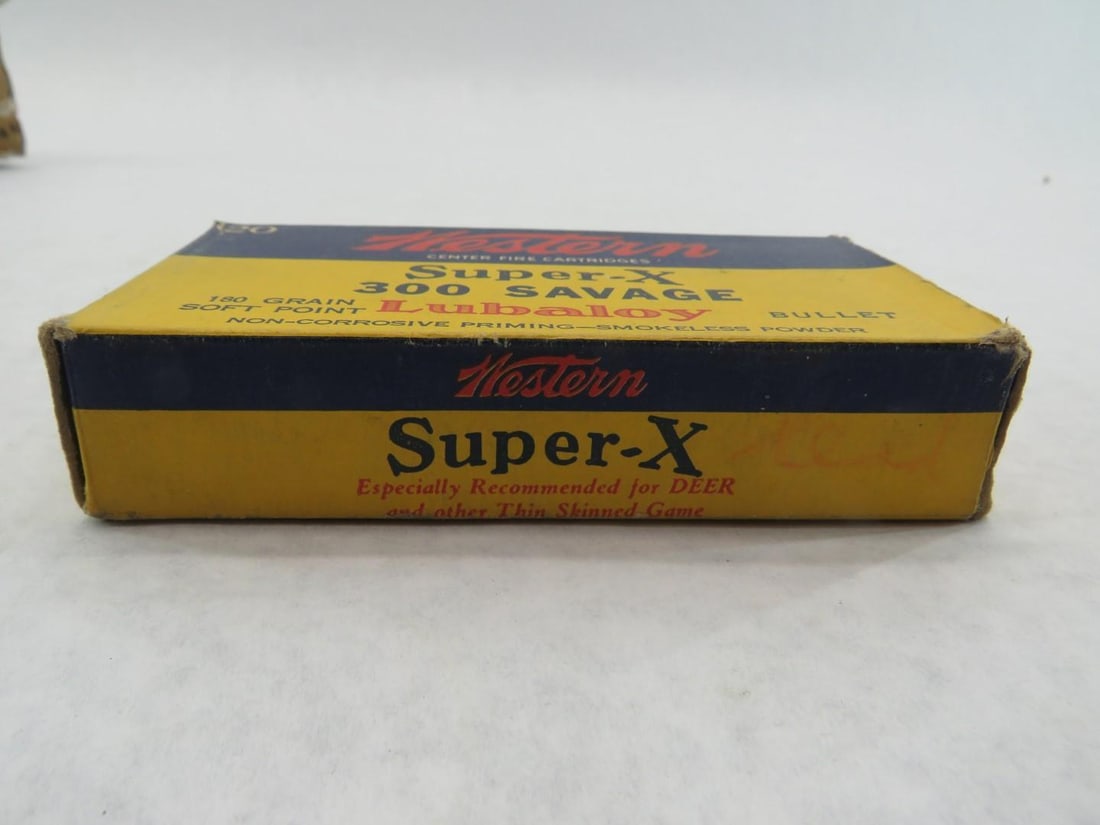 20
Western
CENTER FIRE CARTRIDGES
Super-X
300 SAVAGE
180 GRAIN
SOFT POINT Lubaloy BULLET
NON-CORROSIVE PRIMING—SMOKELESS POWDER
Western
Super-X
Especially Recommended for DEER
and other Thin Skinned Game